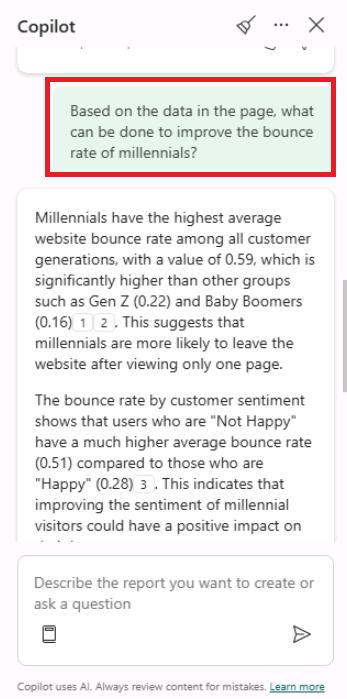 Copilot
Based on the data in the page, what
can be done to improve the bounce
rate of millennials?
Millennials have the highest average
website bounce rate among all customer
generations, with a value of 0.59, which is
significantly higher than other groups
such as Gen Z (0.22) and Baby Boomers
(0.16) 1 2 . This suggests that
millennials are more likely to leave the
website after viewing only one page.
The bounce rate by customer sentiment
shows that users who are "Not Happy"
have a much higher average bounce rate
(0.51) compared to those who are
"Happy" (0.28) 3 . This indicates that
improving the sentiment of millennial
visitors could have a positive impact on
Describe the report you want to create or
ask a question
Copilot uses AI. Always review content for mistakes. Learn more